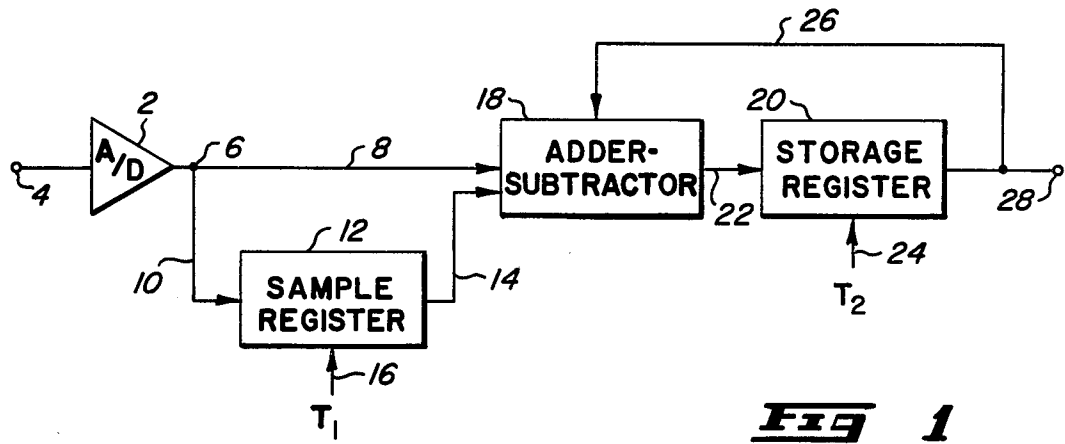 26
2
A/D
4
6
8
18
ADDER-
SUBTRACTOR
20
STORAGE
REGISTER
22
28
10
12
SAMPLE
REGISTER
14
24
T2
16
T1
FIG 1